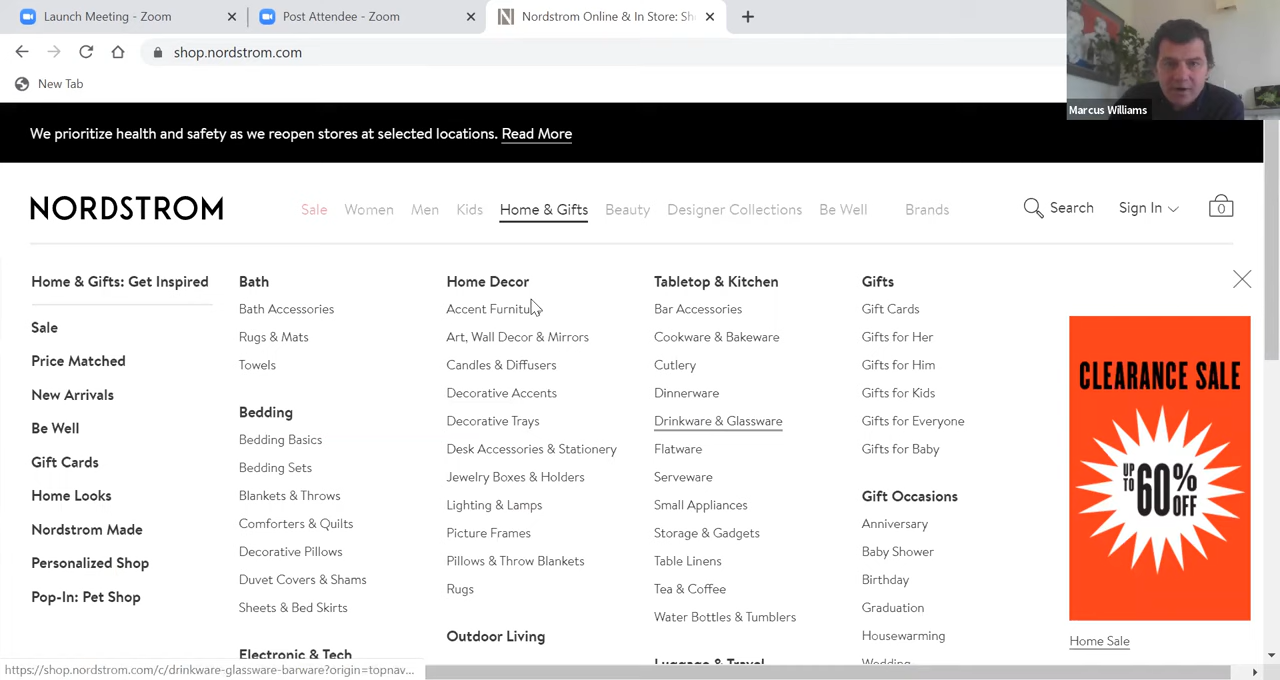 Launch Meeting - Zoom
Post Attendee - Zoom
Nordstrom Online & In Store: Sh
shop.nordstrom.com
New Tab
Marcus Williams
We prioritize health and safety as we reopen stores at selected locations. Read More
NORDSTROM
Sale Women Men Kids Home & Gifts Beauty Designer Collections Be Well Brands
Search
Sign In
0
Home & Gifts: Get Inspired
Sale
Price Matched
New Arrivals
Be Well
Gift Cards
Home Looks
Nordstrom Made
Personalized Shop
Pop-In: Pet Shop
Bath
Bath Accessories
Rugs & Mats
Towels
Bedding
Bedding Basics
Bedding Sets
Blankets & Throws
Comforters & Quilts
Decorative Pillows
Duvet Covers & Shams
Sheets & Bed Skirts
Electronic & Tech
Home Decor
Accent Furnitu
Art, Wall Decor & Mirrors
Candles & Diffusers
Decorative Accents
Decorative Trays
Desk Accessories & Stationery
Jewelry Boxes & Holders
Lighting & Lamps
Picture Frames
Pillows & Throw Blankets
Rugs
Outdoor Living
Tabletop & Kitchen
Bar Accessories
Cookware & Bakeware
Cutlery
Dinnerware
Drinkware & Glassware
Flatware
Serveware
Small Appliances
Storage & Gadgets
Table Linens
Tea & Coffee
Water Bottles & Tumblers
Luggage & Travel
Gifts
Gift Cards
Gifts for Her
Gifts for Him
Gifts for Kids
Gifts for Everyone
Gifts for Baby
Gift Occasions
Anniversary
Baby Shower
Birthday
Graduation
Housewarming
Wedding
CLEARANCE SALE
UP TO 60% OFF
Home Sale
https://shop.nordstrom.com/c/drinkware-glassware-barware?origin=topnav...